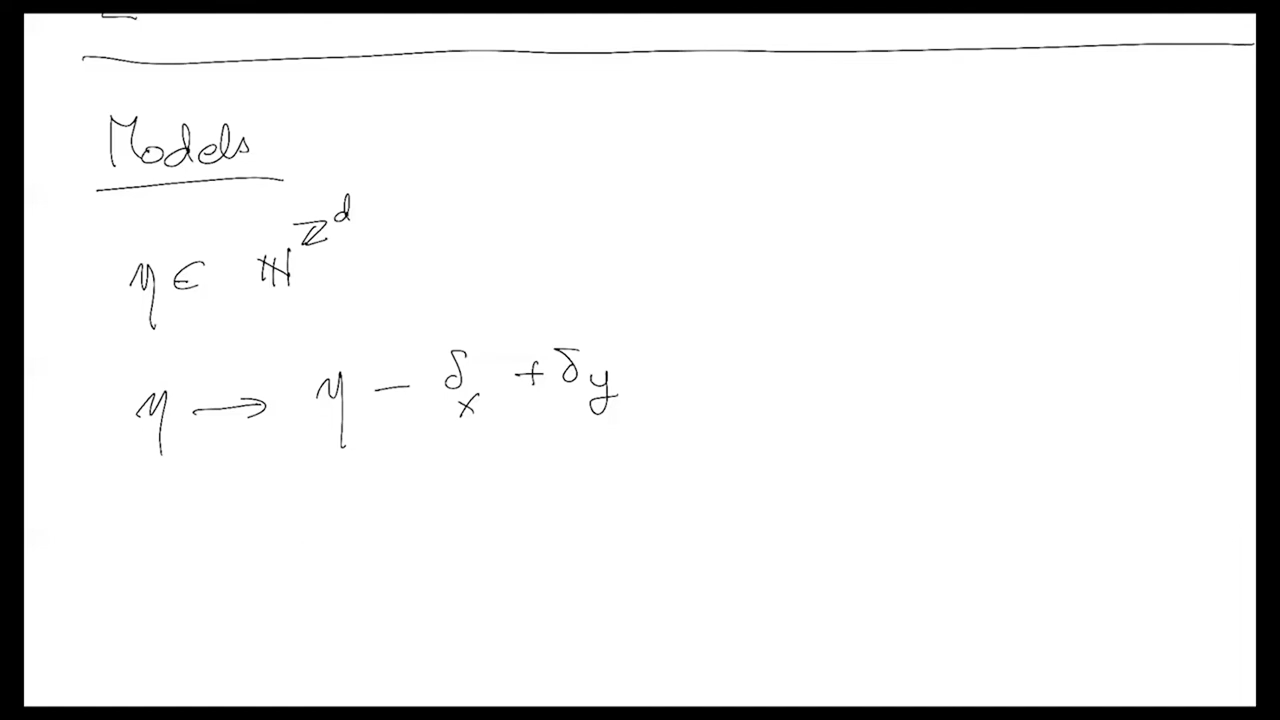 Models
η ∈ ℕ^{ℤ^d}
η → η − δ_x + δ_y